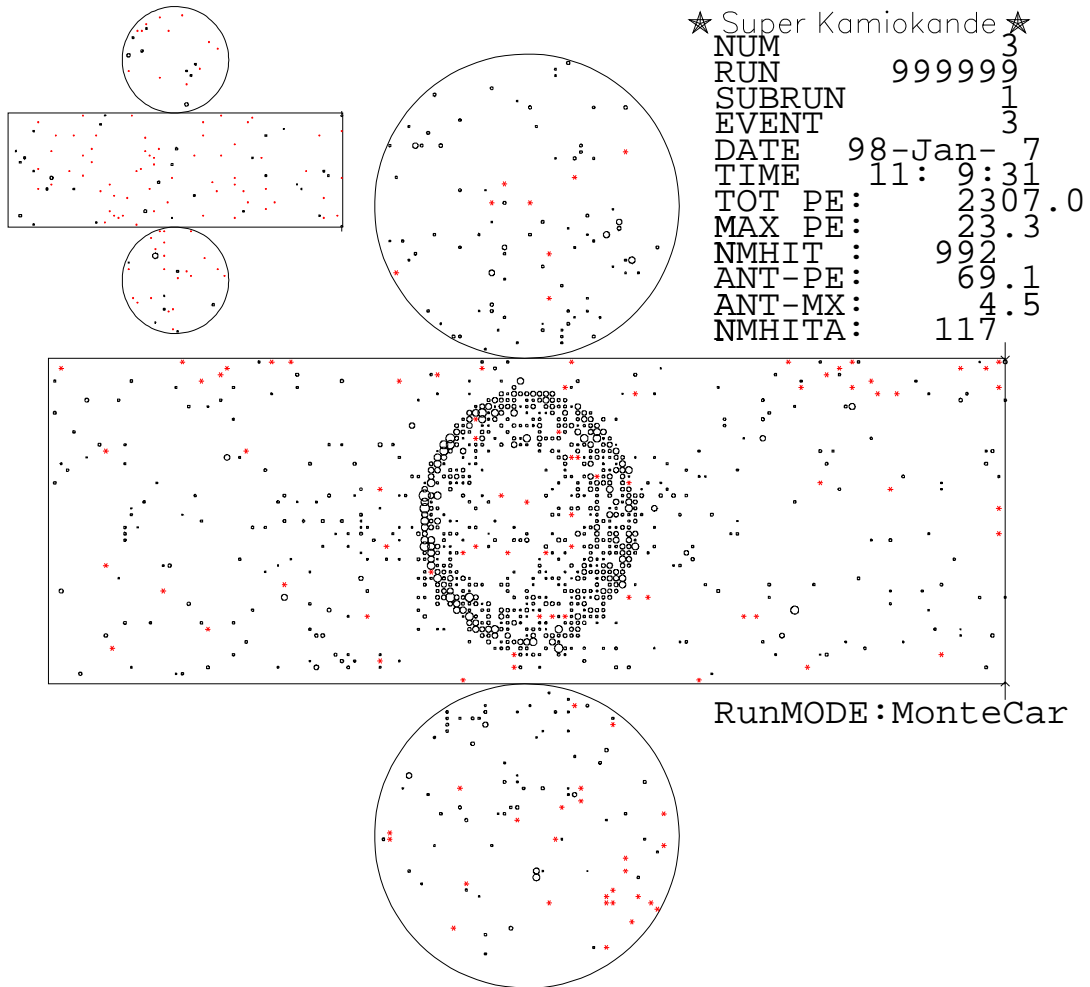 Super Kamiokande
NUM 3
RUN 999999
SUBRUN 1
EVENT 3
DATE 98-Jan- 7
TIME 11: 9:31
TOT PE: 2307.0
MAX PE: 23.3
NMHIT : 992
ANT-PE: 69.1
ANT-MX: 4.5
NMHITA: 117
RunMODE:MonteCar